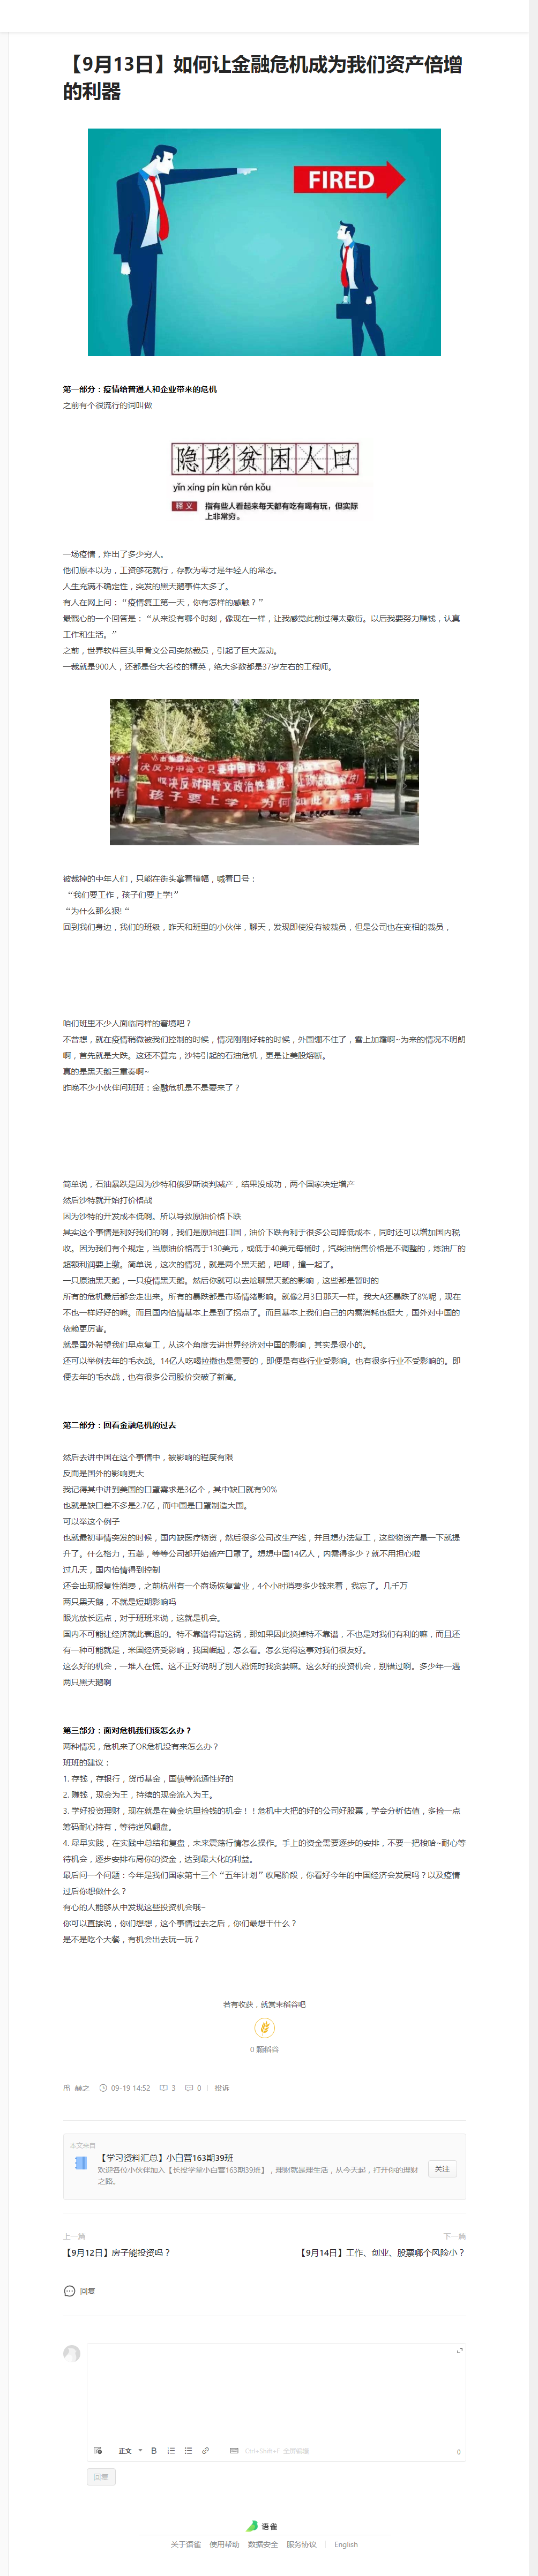 【9月13日】如何让金融危机成为我们资产倍增
的利器
FIRED
第一部分：疫情给普通人和企业带来的危机
之前有个很流行的词叫做
隐形贫困人口
yǐn xíng pín kùn rén kǒu
释义 指有些人看起来每天都有吃有喝有玩，但实际
上非常穷。
一场疫情，炸出了多少穷人。
他们原本以为，工资够花就行，存款为零才是年轻人的常态。
人生充满不确定性，突发的黑天鹅事件太多了。
有人在网上问：“疫情复工第一天，你有怎样的感触？”
最戳心的一个回答是：“从来没有哪个时刻，像现在一样，让我感觉此前过得太敷衍。以后我要努力赚钱，认真
工作和生活。”
之前，世界软件巨头甲骨文公司突然裁员，引起了巨大轰动。
一裁就是900人，还都是各大名校的精英，绝大多数都是37岁左右的工程师。
坚决反对甲骨文政治性裁员
孩子要上学
被裁掉的中年人们，只能在街头拿着横幅，喊着口号：
“我们要工作，孩子们要上学!”
“为什么那么狠! “
回到我们身边，我们的班级，昨天和班里的小伙伴，聊天，发现即使没有被裁员，但是公司也在变相的裁员，
咱们班里不少人面临同样的窘境吧？
不曾想，就在疫情稍微被我们控制的时候，情况刚刚好转的时候，外国绷不住了，雪上加霜啊~为来的情况不明朗
啊，首先就是大跌。这还不算完，沙特引起的石油危机，更是让美股熔断。
真的是黑天鹅三重奏啊~
昨晚不少小伙伴问班班：金融危机是不是要来了？
简单说，石油暴跌是因为沙特和俄罗斯谈判减产，结果没成功，两个国家决定增产
然后沙特就开始打价格战
因为沙特的开发成本低啊。所以导致原油价格下跌
其实这个事情是利好我们的啊，我们是原油进口国，油价下跌有利于很多公司降低成本，同时还可以增加国内税
收。因为我们有个规定，当原油价格高于130美元，或低于40美元每桶时，汽柴油销售价格是不调整的，炼油厂的
超额利润要上缴。简单说，这次的情况，就是两个黑天鹅，吧唧，撞一起了。
一只原油黑天鹅，一只疫情黑天鹅。然后你就可以去尬聊黑天鹅的影响，这些都是暂时的
所有的危机最后都会走出来。所有的暴跌都是市场情绪影响。就像2月3日那天一样。我大A还暴跌了8%呢，现在
不也一样好好的嘛。而且国内怡情基本上是到了拐点了。而且基本上我们自己的内需消耗也挺大，国外对中国的
依赖更厉害。
就是国外希望我们早点复工，从这个角度去讲世界经济对中国的影响，其实是很小的。
还可以举例去年的毛衣战。14亿人吃喝拉撒也是需要的，即便是有些行业受影响。也有很多行业不受影响的。即
便去年的毛衣战，也有很多公司股价突破了新高。
第二部分：回看金融危机的过去
然后去讲中国在这个事情中，被影响的程度有限
反而是国外的影响更大
我记得其中讲到美国的口罩需求是3亿个，其中缺口就有90%
也就是缺口差不多是2.7亿，而中国是口罩制造大国。
可以举这个例子
也就最初事情突发的时候，国内缺医疗物资，然后很多公司改生产线，并且想办法复工，这些物资产量一下就提
升了。什么格力，五菱，等等公司都开始盛产口罩了。想想中国14亿人，内需得多少？就不用担心啦
过几天，国内怡情得到控制
还会出现报复性消费，之前杭州有一个商场恢复营业，4个小时消费多少钱来着，我忘了。几千万
两只黑天鹅，不就是短期影响吗
眼光放长远点，对于班班来说，这就是机会。
国内不可能让经济就此衰退的。特不靠谱得背这锅，那如果因此换掉特不靠谱，不也是对我们有利的嘛，而且还
有一种可能就是，米国经济受影响，我国崛起，怎么看。怎么觉得这事对我们很友好。
这么好的机会，一堆人在慌。这不正好说明了别人恐慌时我贪婪嘛。这么好的投资机会，别错过啊。多少年一遇
两只黑天鹅啊
第三部分：面对危机我们该怎么办？
两种情况，危机来了OR危机没有来怎么办？
班班的建议：
1. 存钱，存银行，货币基金，国债等流通性好的
2. 赚钱，现金为王，持续的现金流入为王。
3. 学好投资理财，现在就是在黄金坑里捡钱的机会！！危机中大把的好的公司好股票，学会分析估值，多捡一点
筹码耐心持有，等待逆风翻盘。
4. 尽早实践，在实践中总结和复盘，未来震荡行情怎么操作。手上的资金需要逐步的安排，不要一把梭哈~耐心等
待机会，逐步安排布局你的资金，达到最大化的利益。
最后问一个问题：今年是我们国家第十三个“五年计划”收尾阶段，你看好今年的中国经济会发展吗？以及疫情
过后你想做什么？
有心的人能够从中发现这些投资机会哦~
你可以直接说，你们想想，这个事情过去之后，你们最想干什么？
是不是吃个大餐，有机会出去玩一玩？
若有收获，就赏束稻谷吧
0 颗稻谷
赫之 09-19 14:52 3 0 投诉
本文来自
【学习资料汇总】小白营163期39班
欢迎各位小伙伴加入【长投学堂小白营163期39班】，理财就是理生活，从今天起，打开你的理财
之路。
关注
上一篇 下一篇
【9月12日】房子能投资吗？ 【9月14日】工作、创业、股票哪个风险小？
回复
正文 B Ctrl+Shift+F 全屏编辑 0
回复
语雀
关于语雀 使用帮助 数据安全 服务协议 English